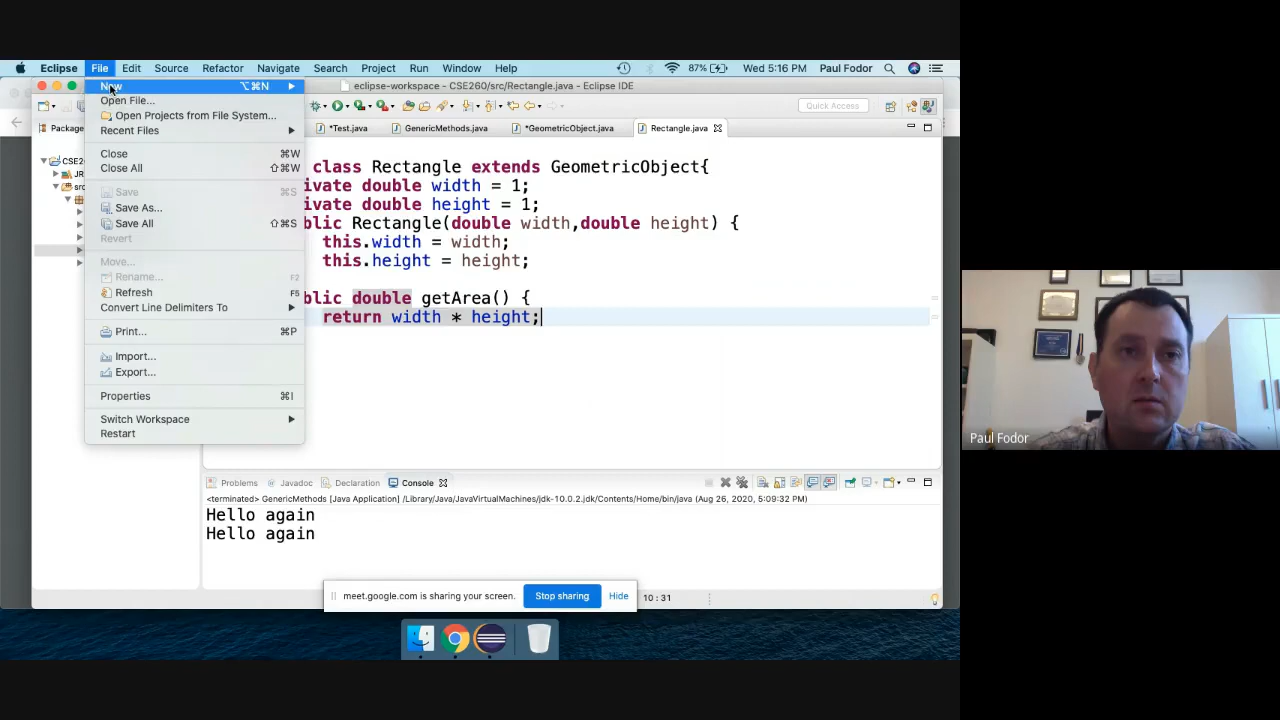 Eclipse File Edit Source Refactor Navigate Search Project Run Window Help 87% Wed 5:16 PM Paul Fodor
eclipse-workspace - CSE260/src/Rectangle.java - Eclipse IDE
New ⌥⌘N
Open File...
Open Projects from File System...
Recent Files
Close ⌘W
Close All ⇧⌘W
Save ⌘S
Save As...
Save All ⇧⌘S
Revert
Move...
Rename... F2
Refresh F5
Convert Line Delimiters To
Print... ⌘P
Import...
Export...
Properties ⌘I
Switch Workspace
Restart
Quick Access
Package
*Test.java GenericMethods.java *GeometricObject.java Rectangle.java
CSE2
JR
src
class Rectangle extends GeometricObject{
ivate double width = 1;
ivate double height = 1;
blic Rectangle(double width,double height) {
this.width = width;
this.height = height;
blic double getArea() {
return width * height;
Problems Javadoc Declaration Console
<terminated> GenericMethods [Java Application] /Library/Java/JavaVirtualMachines/jdk-10.0.2.jdk/Contents/Home/bin/java (Aug 26, 2020, 5:09:32 PM)
Hello again
Hello again
meet.google.com is sharing your screen. Stop sharing Hide
10 : 31
Paul Fodor